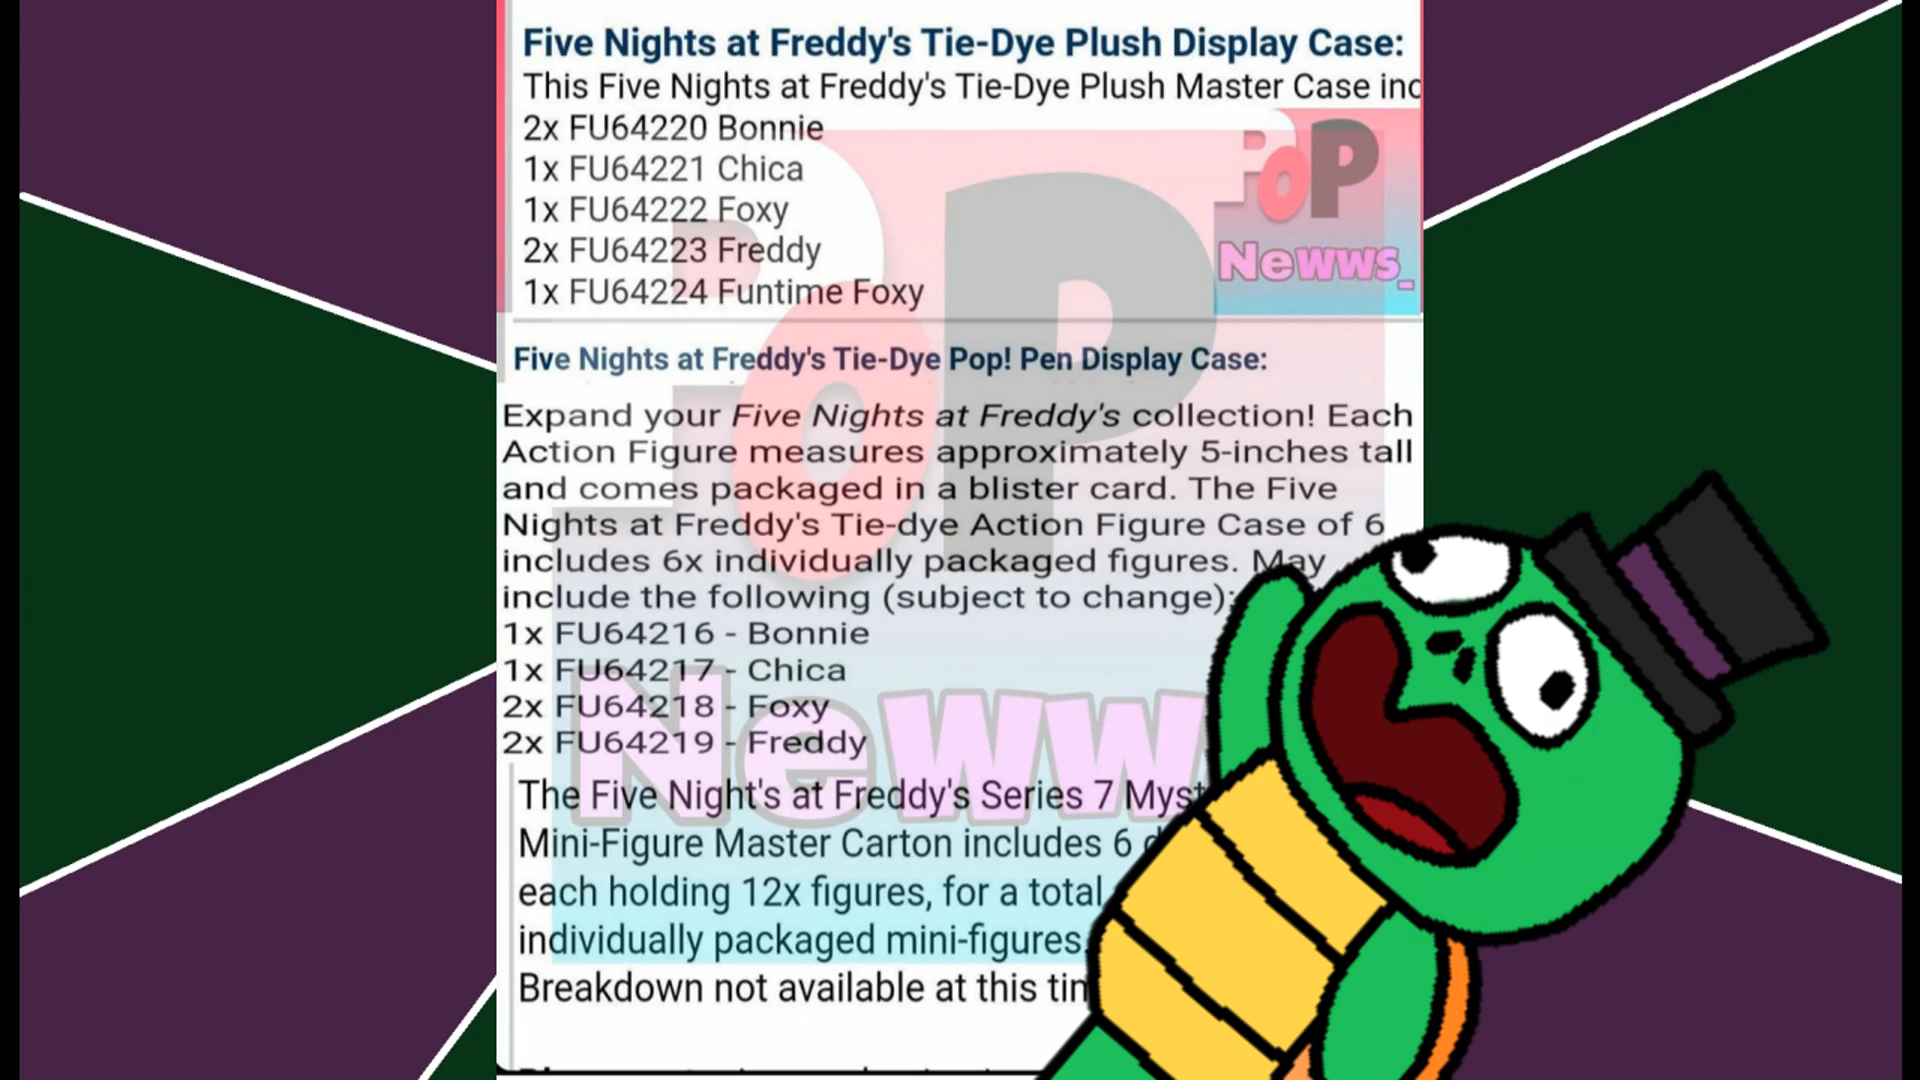 Five Nights at Freddy's Tie-Dye Plush Display Case:
This Five Nights at Freddy's Tie-Dye Plush Master Case inc
2x FU64220 Bonnie
1x FU64221 Chica
1x FU64222 Foxy
2x FU64223 Freddy
1x FU64224 Funtime Foxy
PoP
Newws_
Five Nights at Freddy's Tie-Dye Pop! Pen Display Case:
Expand your Five Nights at Freddy's collection! Each
Action Figure measures approximately 5-inches tall
and comes packaged in a blister card. The Five
Nights at Freddy's Tie-dye Action Figure Case of 6
includes 6x individually packaged figures. May
include the following (subject to change):
1x FU64216 - Bonnie
1x FU64217 - Chica
2x FU64218 - Foxy
2x FU64219 - Freddy
PoP
Neww
The Five Night's at Freddy's Series 7 Myst
Mini-Figure Master Carton includes 6
each holding 12x figures, for a total
individually packaged mini-figures.
Breakdown not available at this tim